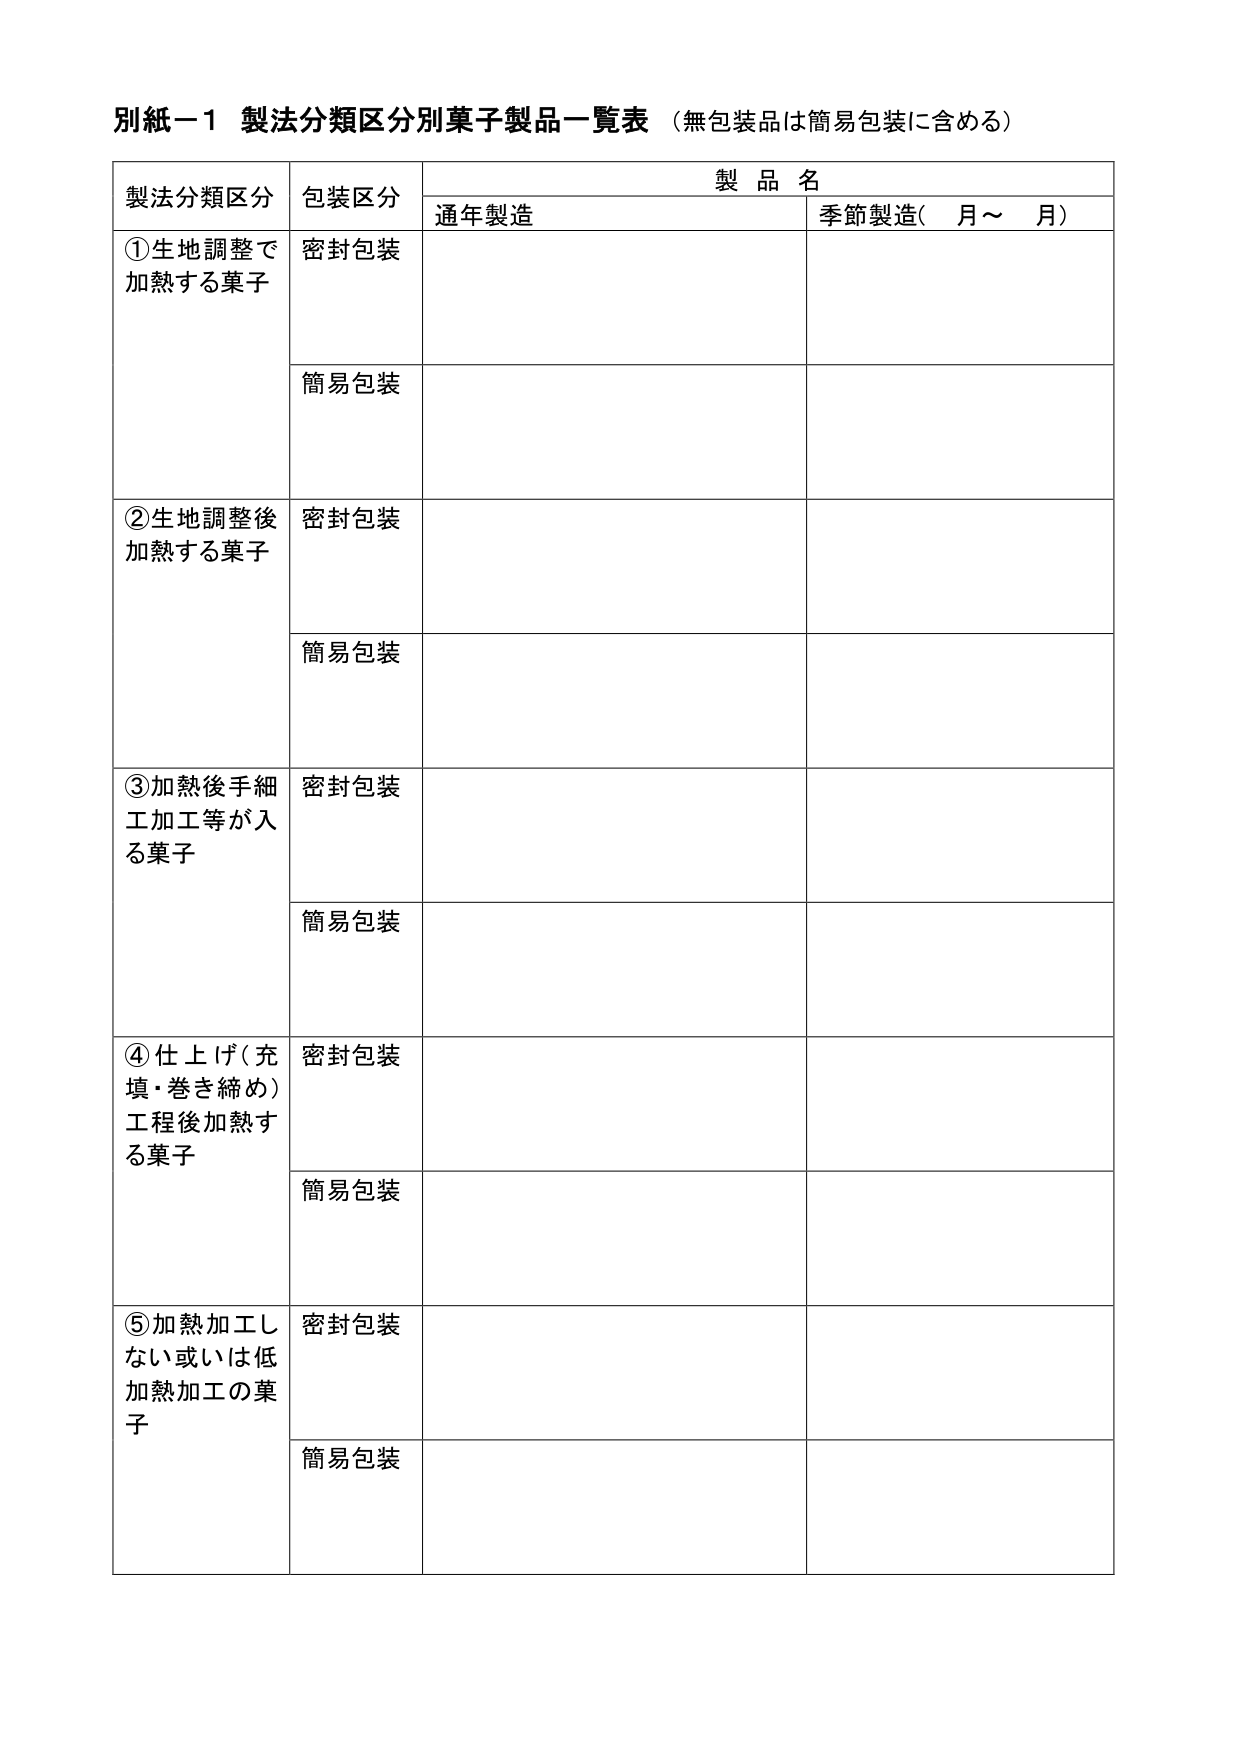 別紙－1 製法分類区分別菓子製品一覧表 （無包装品は簡易包装に含める）
製法分類区分 包装区分 製 品 名
通年製造 季節製造( 月～ 月)
①生地調整で 密封包装
加熱する菓子
簡易包装
②生地調整後 密封包装
加熱する菓子
簡易包装
③加熱後手細 密封包装
工加工等が入
る菓子
簡易包装
④仕上げ（充 密封包装
填・巻き締め）
工程後加熱す
る菓子
簡易包装
⑤加熱加工し 密封包装
ない或いは低
加熱加工の菓
子
簡易包装